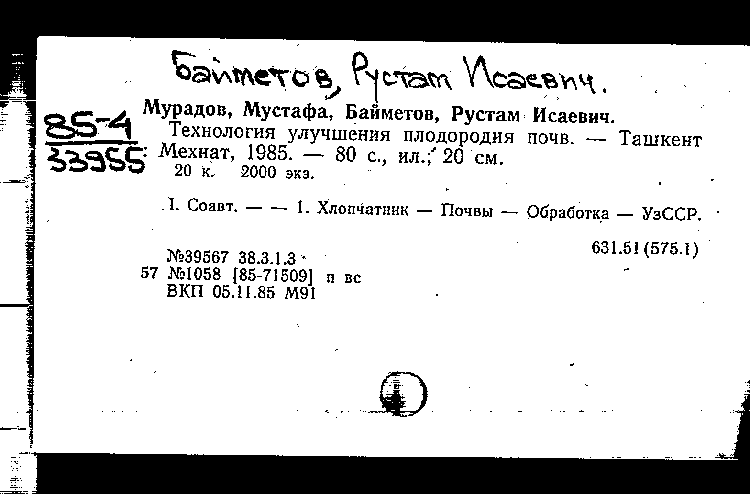 Байметов, Рустам Исаевич.
Мурадов, Мустафа, Байметов, Рустам Исаевич.
85-4
33955
Технология улучшения плодородия почв. — Ташкент
: Мехнат, 1985. — 80 с., ил.; 20 см.
20 к. 2000 экз.
I. Соавт. — — 1. Хлопчатник — Почвы — Обработка — УзССР.
631.51(575.1)
№39567 38.3.1.3
57 №1058 [85-71509] п вс
ВКП 05.11.85 М91